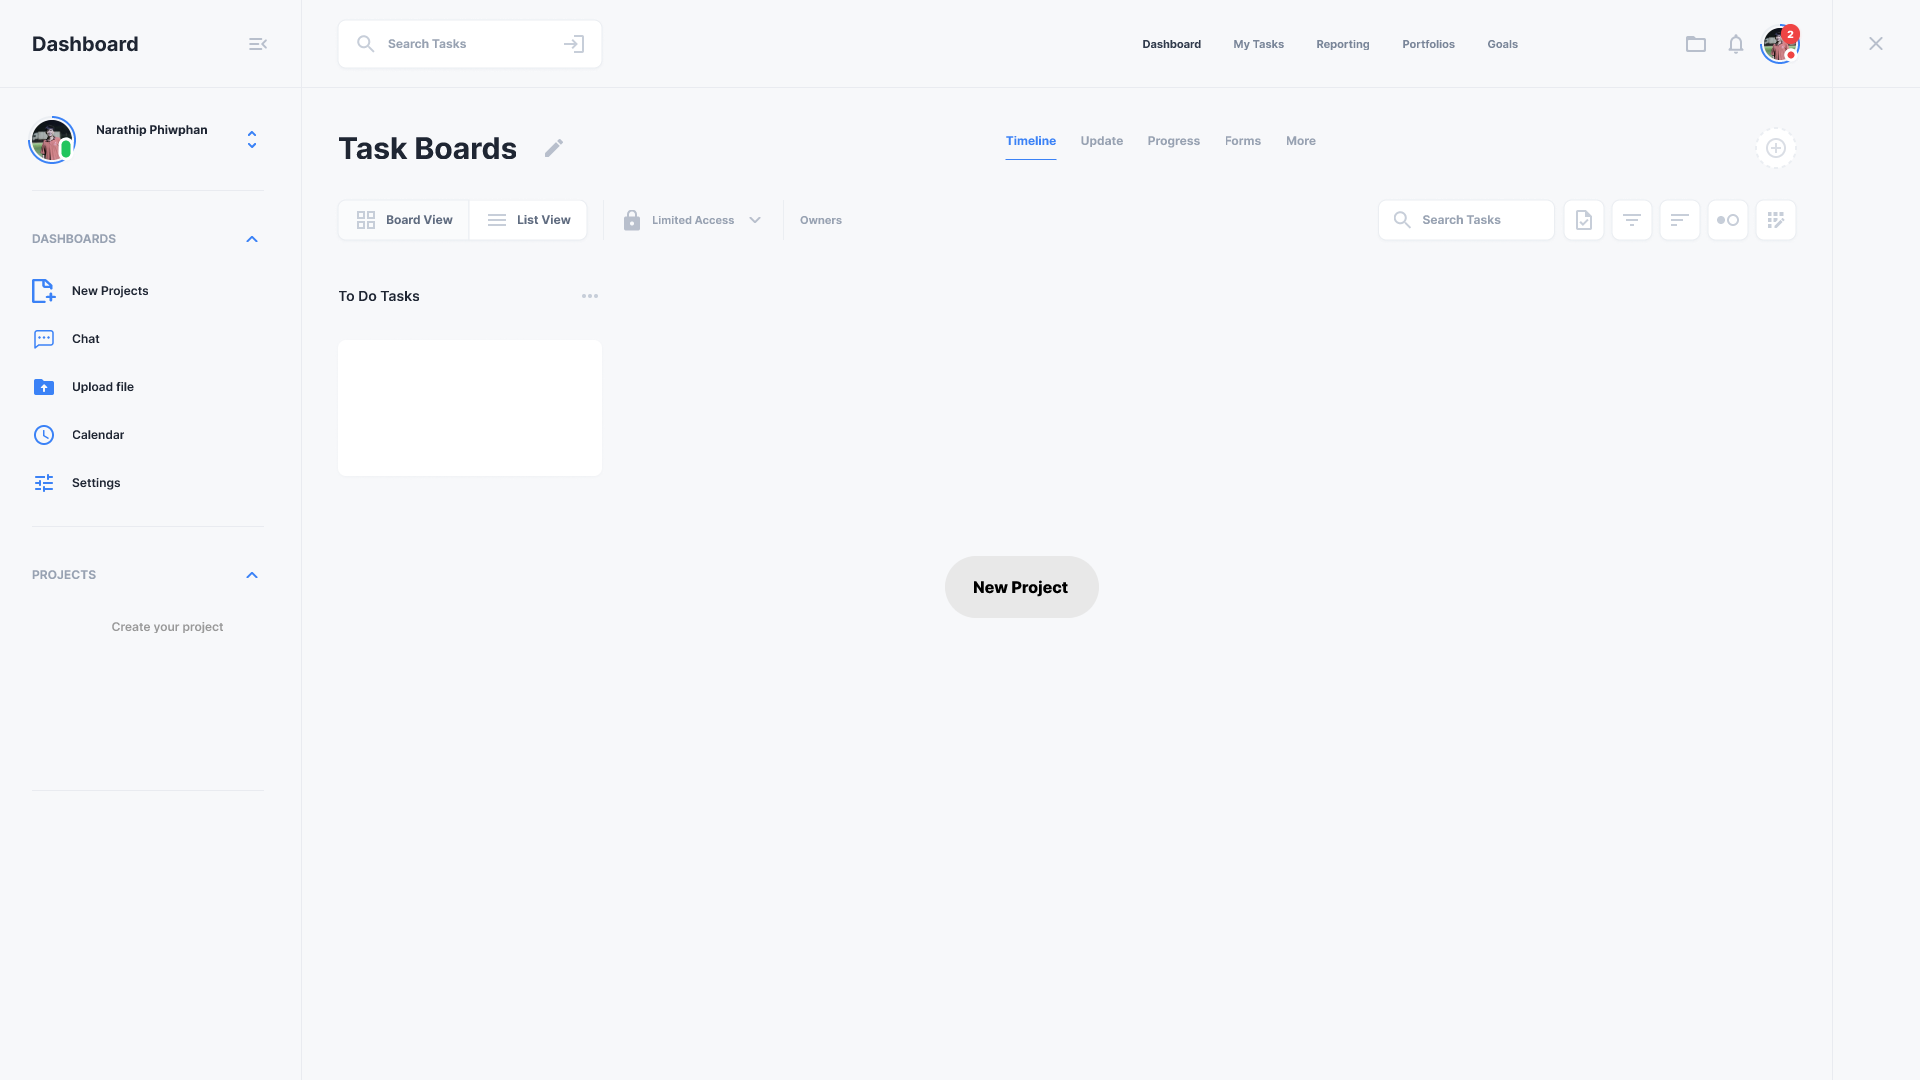 Dashboard
Search Tasks
Dashboard
My Tasks
Reporting
Portfolios
Goals
2
Narathip Phiwphan
Task Boards
Timeline
Update
Progress
Forms
More
Board View
List View
Limited Access
Owners
Search Tasks
DASHBOARDS
New Projects
Chat
Upload file
Calendar
Settings
PROJECTS
Create your project
To Do Tasks
New Project